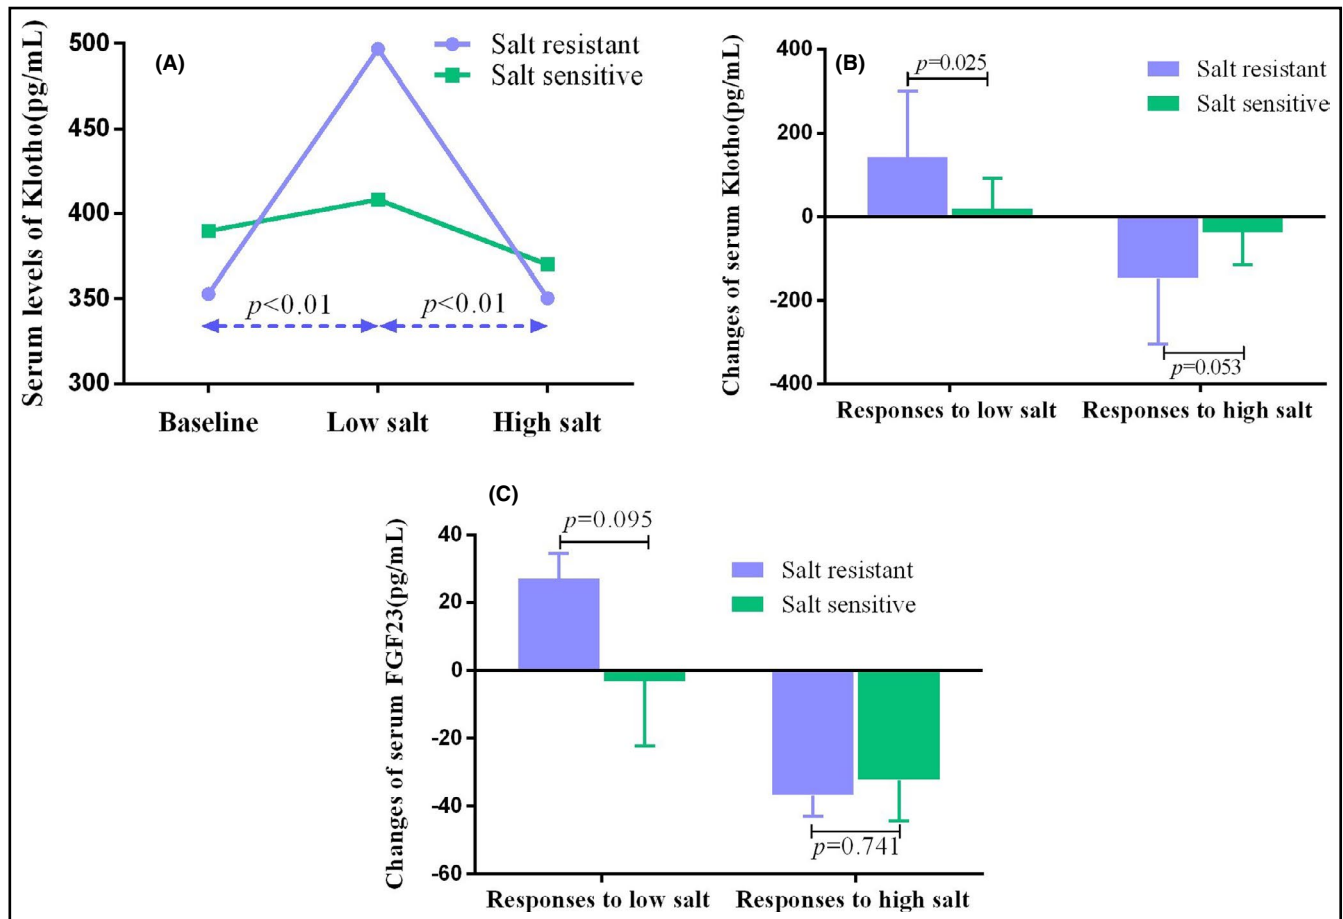 (A)
Serum levels of Klotho(pg/mL)
500
450
400
350
300
Salt resistant
Salt sensitive
p<0.01
p<0.01
Baseline
Low salt
High salt
(B)
Changes of serum Klotho(pg/mL)
400
200
0
-200
-400
p=0.025
Salt resistant
Salt sensitive
p=0.053
Responses to low salt
Responses to high salt
(C)
Changes of serum FGF23(pg/mL)
40
20
0
-20
-40
-60
p=0.095
Salt resistant
Salt sensitive
p=0.741
Responses to low salt
Responses to high salt